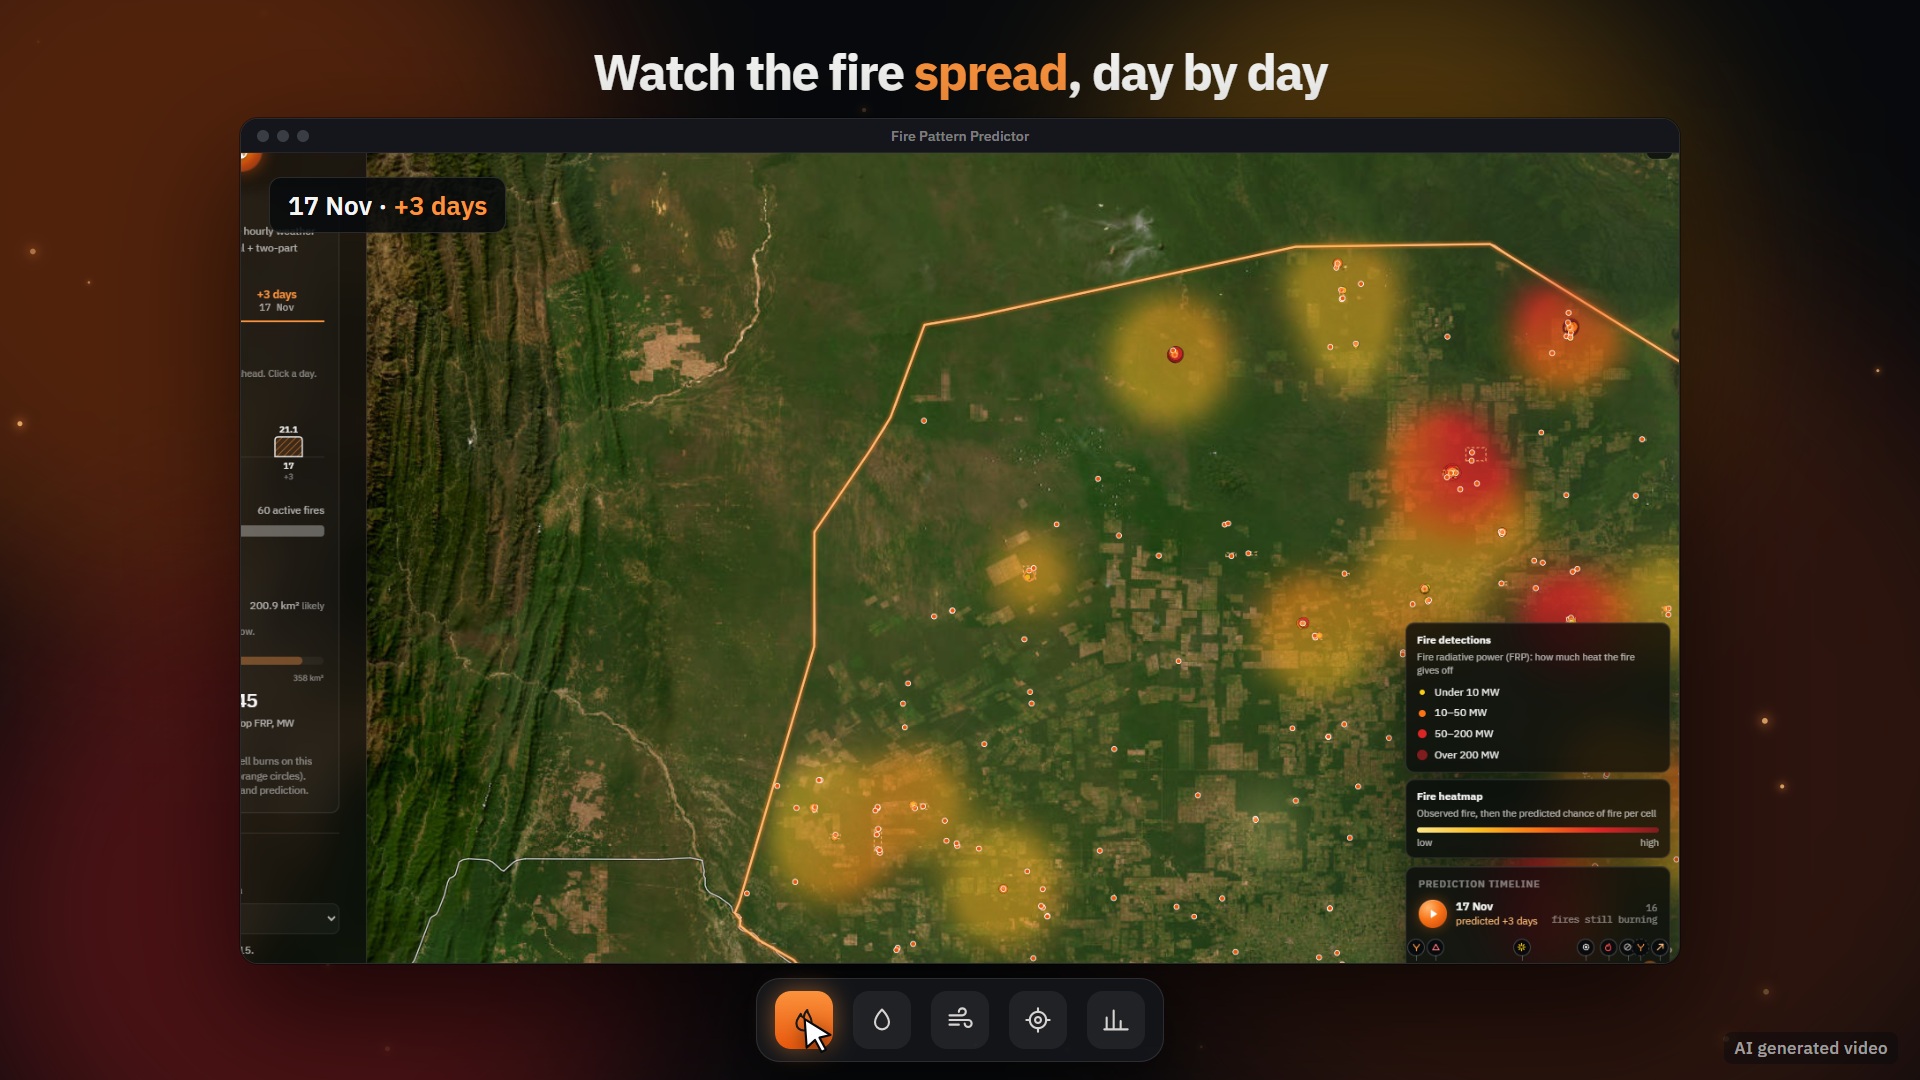 Watch the fire spread, day by day
Fire Pattern Predictor
17 Nov · +3 days
hourly weather
+ two-part
+3 days
17 Nov
head. Click a day.
21.1
17
+3
60 active fires
200.9 km² likely
358 km²
45
op FRP, MW
ell burns on this
range circles).
and prediction.
Fire detections
Fire radiative power (FRP): how much heat the fire
gives off
Under 10 MW
10–50 MW
50–200 MW
Over 200 MW
Fire heatmap
Observed fire, then the predicted chance of fire per cell
low high
PREDICTION TIMELINE
17 Nov
predicted +3 days
16
fires still burning
AI generated video